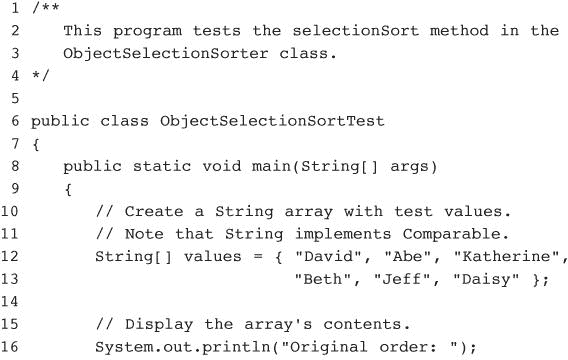 1 /**
2    This program tests the selectionSort method in the
3    ObjectSelectionSorter class.
4 */
5
6 public class ObjectSelectionSortTest
7 {
8    public static void main(String[] args)
9    {
10       // Create a String array with test values.
11       // Note that String implements Comparable.
12       String[] values = { "David", "Abe", "Katherine",
13                           "Beth", "Jeff", "Daisy" };
14
15       // Display the array's contents.
16       System.out.println("Original order: ");